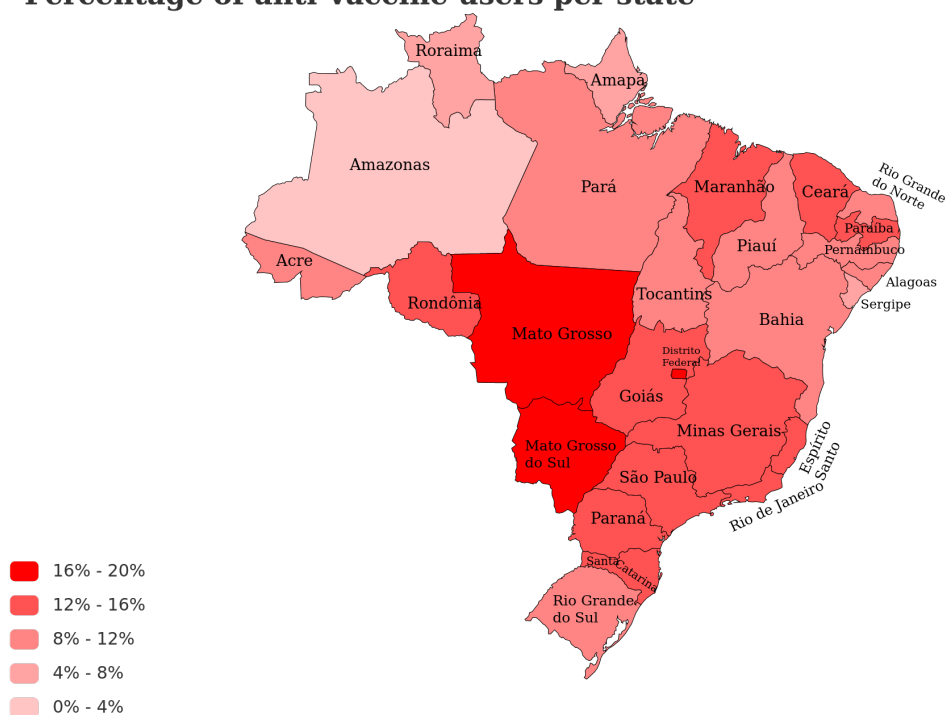 Percentage of anti-vaccine users per state
Roraima
Amapá
Amazonas
Pará
Maranhão
Ceará
Rio Grande
do Norte
Paraíba
Pernambuco
Piauí
Acre
Alagoas
Sergipe
Rondônia
Tocantins
Bahia
Mato Grosso
Distrito
Federal
Goiás
Minas Gerais
Espírito
Santo
Mato Grosso
do Sul
São Paulo
Rio de Janeiro
Paraná
Santa
Catarina
Rio Grande
do Sul
16% - 20%
12% - 16%
8% - 12%
4% - 8%
0% - 4%